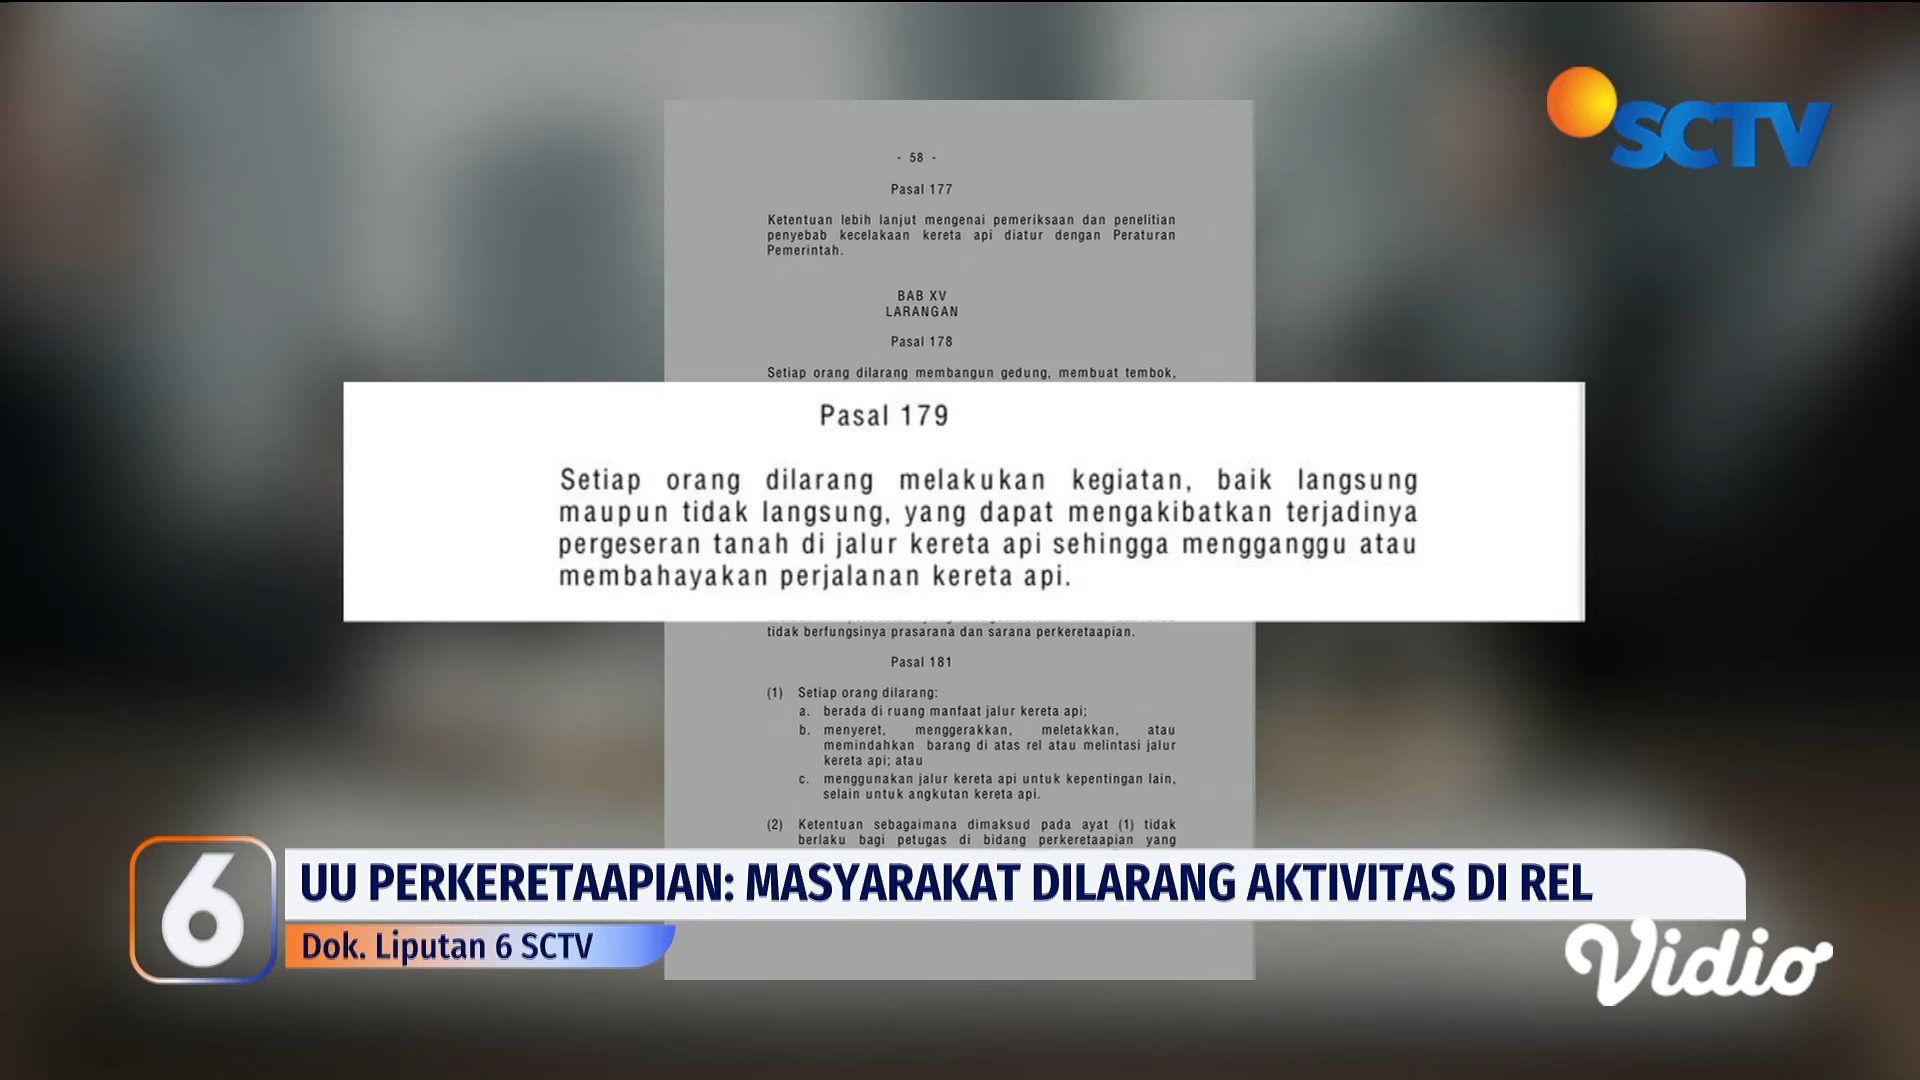 SCTV
- 58 -
Pasal 177
Ketentuan lebih lanjut mengenai pemeriksaan dan penelitian
penyebab kecelakaan kereta api diatur dengan Peraturan
Pemerintah.
BAB XV
LARANGAN
Pasal 178
Setiap orang dilarang membangun gedung, membuat tembok,
Pasal 179
Setiap orang dilarang melakukan kegiatan, baik langsung
maupun tidak langsung, yang dapat mengakibatkan terjadinya
pergeseran tanah di jalur kereta api sehingga mengganggu atau
membahayakan perjalanan kereta api.
tidak berfungsinya prasarana dan sarana perkeretaapian.
Pasal 181
(1) Setiap orang dilarang:
a. berada di ruang manfaat jalur kereta api;
b. menyeret, menggerakkan, meletakkan, atau
memindahkan barang di atas rel atau melintasi jalur
kereta api; atau
c. menggunakan jalur kereta api untuk kepentingan lain,
selain untuk angkutan kereta api.
(2) Ketentuan sebagaimana dimaksud pada ayat (1) tidak
berlaku bagi petugas di bidang perkeretaapian yang
6
UU PERKERETAAPIAN: MASYARAKAT DILARANG AKTIVITAS DI REL
Dok. Liputan 6 SCTV
Vidio